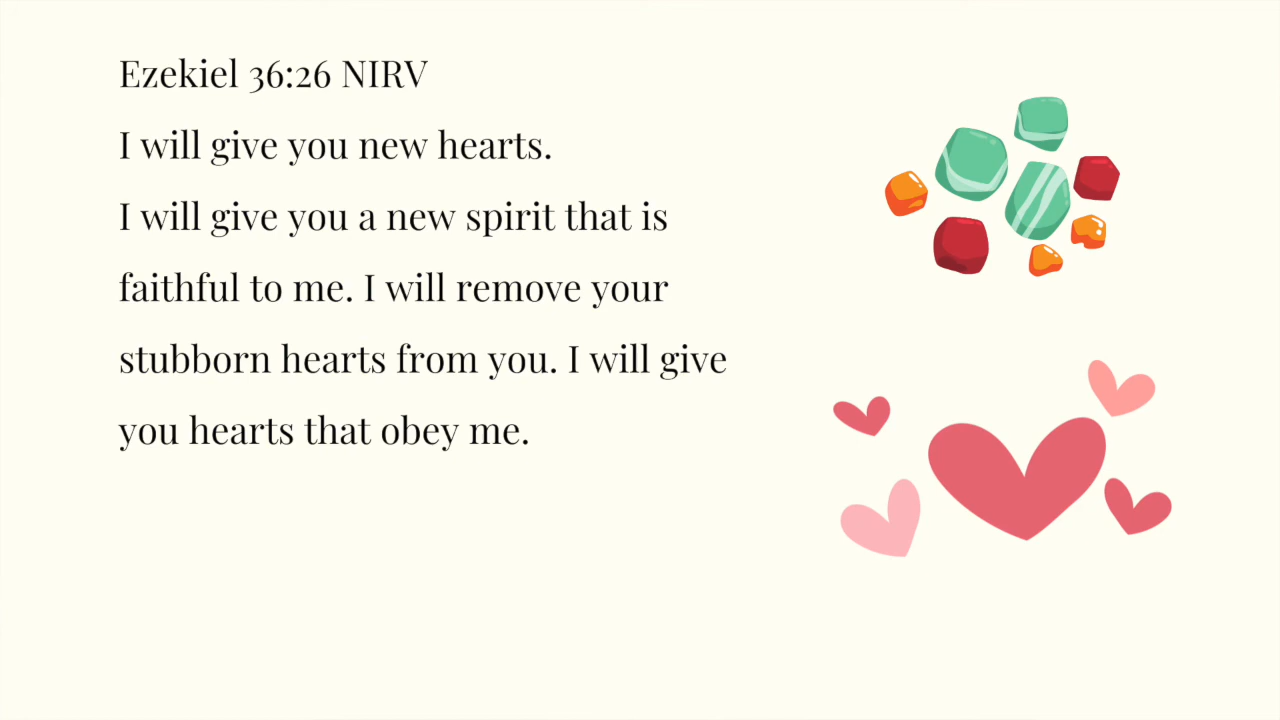 Ezekiel 36:26 NIRV
I will give you new hearts.
I will give you a new spirit that is
faithful to me. I will remove your
stubborn hearts from you. I will give
you hearts that obey me.